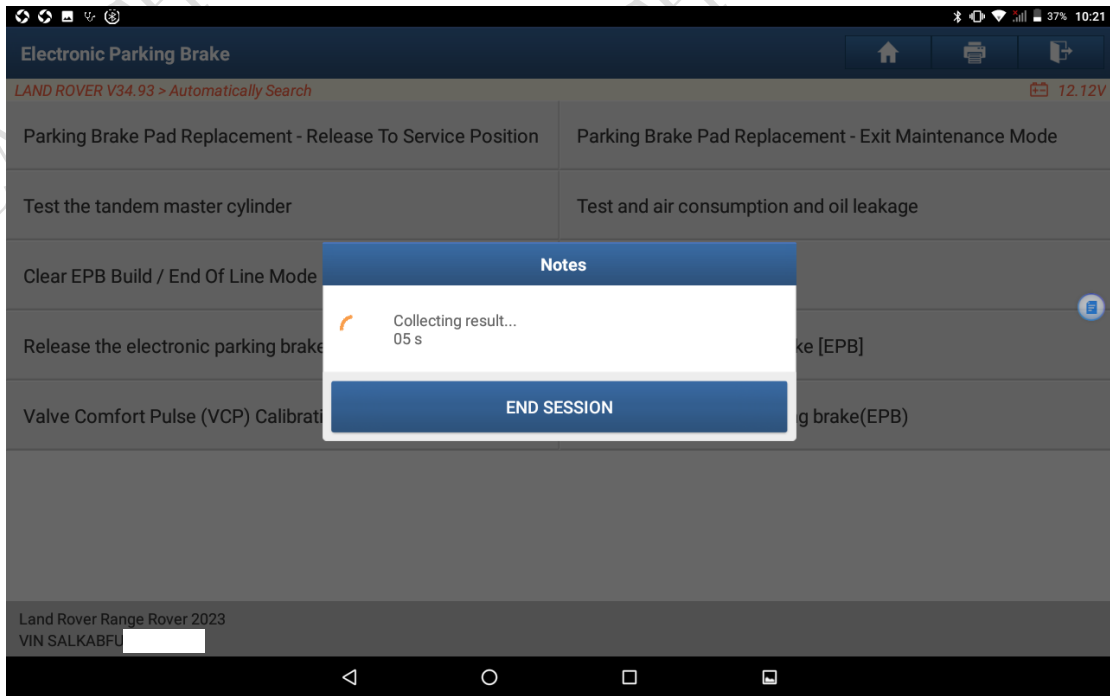 37% 10:21
Electronic Parking Brake
LAND ROVER V34.93 > Automatically Search
12.12V
Parking Brake Pad Replacement - Release To Service Position
Parking Brake Pad Replacement - Exit Maintenance Mode
Test the tandem master cylinder
Test and air consumption and oil leakage
Clear EPB Build / End Of Line Mode
Notes
Collecting result...
05 s
Release the electronic parking brake
ke [EPB]
END SESSION
Valve Comfort Pulse (VCP) Calibrati
g brake(EPB)
Land Rover Range Rover 2023
VIN SALKABFU